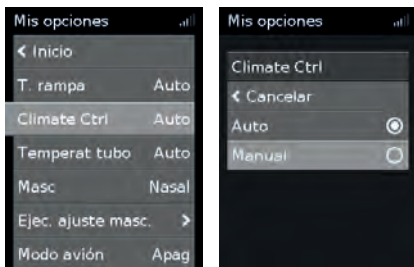 Mis opciones
< Inicio
T. rampa Auto
Climate Ctrl Auto
Temperat tubo Auto
Masc Nasal
Ejec. ajuste masc. >
Modo avión Apag
Mis opciones
Climate Ctrl
< Cancelar
Auto
Manual